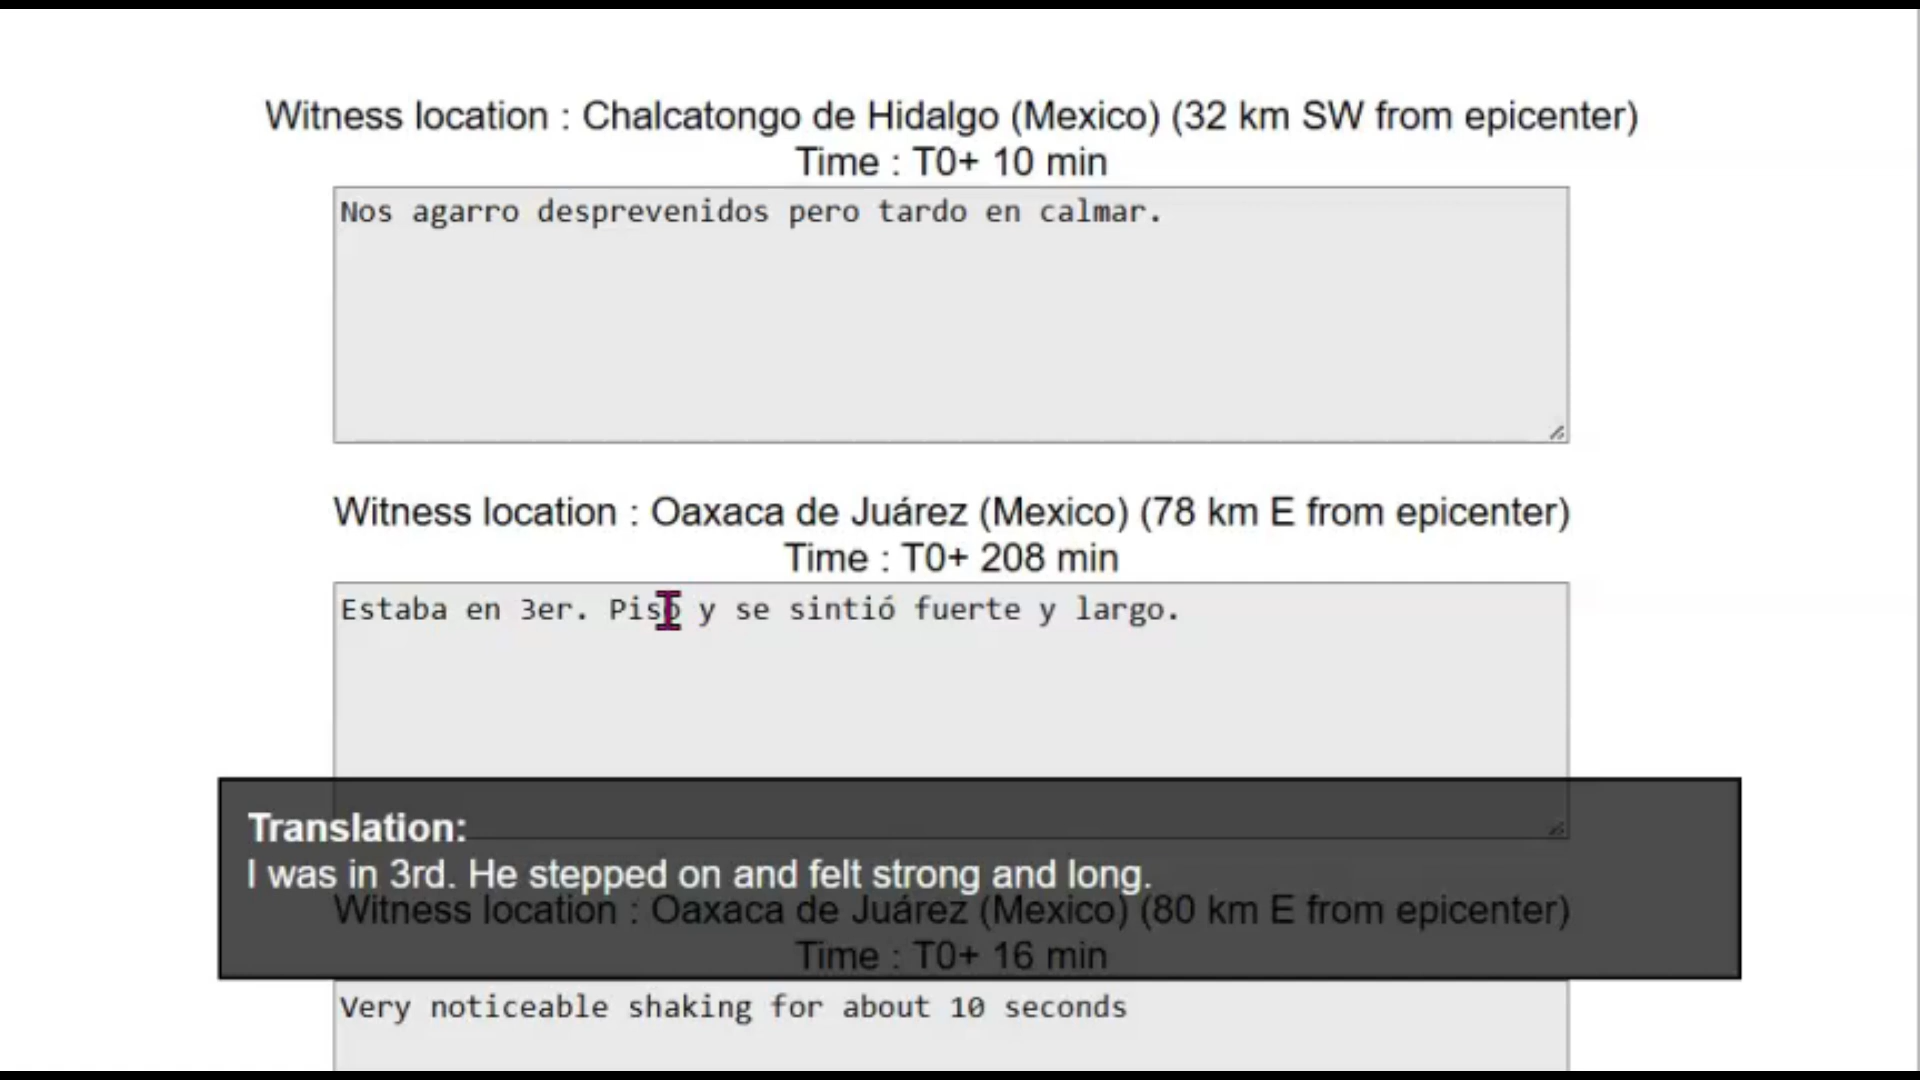 Witness location : Chalcatongo de Hidalgo (Mexico) (32 km SW from epicenter)
Time : T0+ 10 min
Nos agarro desprevenidos pero tardo en calmar.
Witness location : Oaxaca de Juárez (Mexico) (78 km E from epicenter)
Time : T0+ 208 min
Estaba en 3er. Piso y se sintió fuerte y largo.
Translation:
I was in 3rd. He stepped on and felt strong and long.
Witness location : Oaxaca de Juárez (Mexico) (80 km E from epicenter)
Time : T0+ 16 min
Very noticeable shaking for about 10 seconds